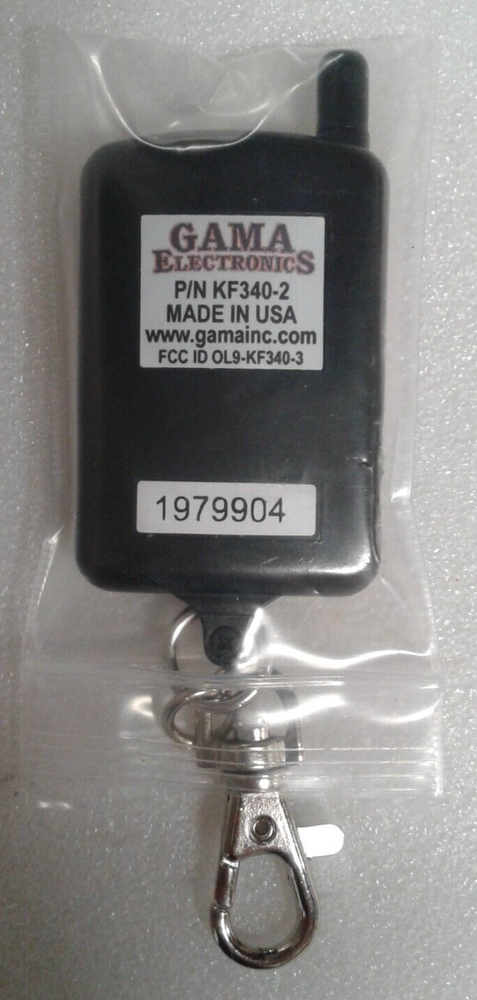 GAMA
ELECTRONICS
P/N KF340-2
MADE IN USA
www.gamainc.com
FCC ID OL9-KF340-3
1979904